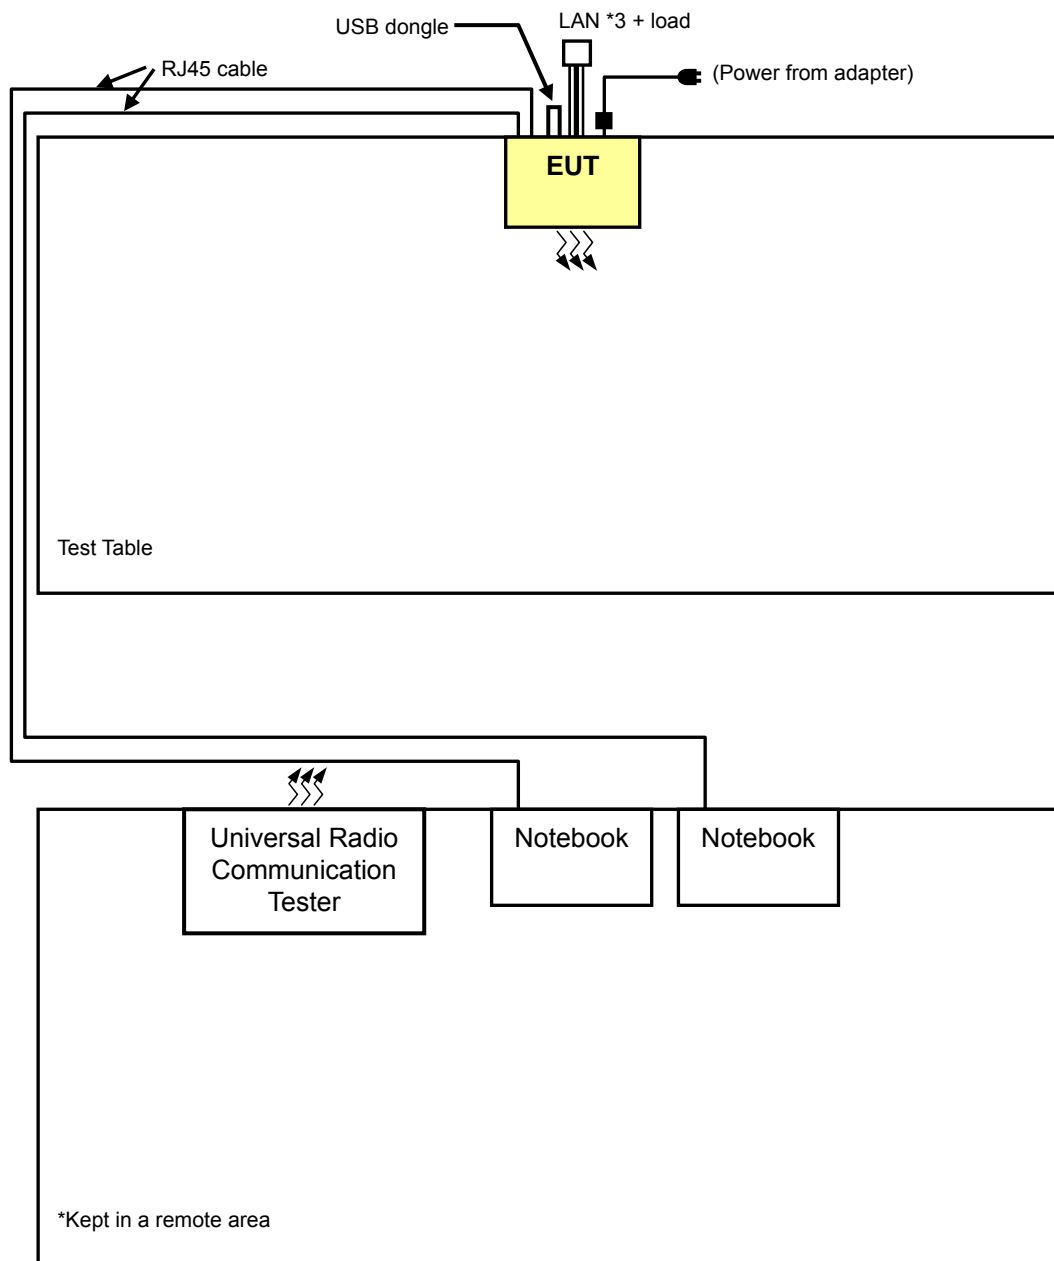 USB dongle
LAN *3 + load
RJ45 cable
(Power from adapter)
EUT
Test Table
Universal Radio
Communication
Tester
Notebook
Notebook
*Kept in a remote area